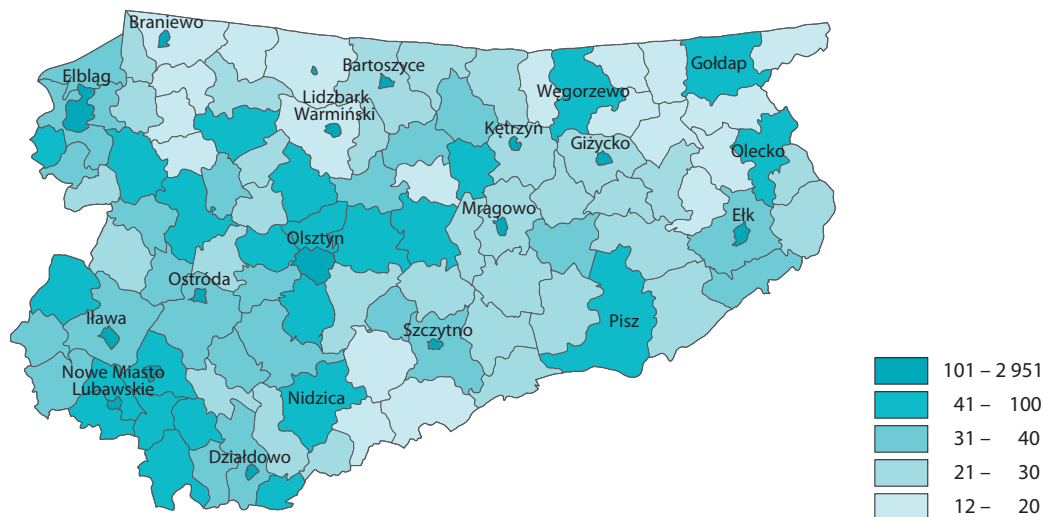 Braniewo
Gołdap
Bartoszyce
Elbląg
Węgorzewo
Lidzbark
Warmiński
Kętrzyn
Giżycko
Olecko
Mrągowo
Ełk
Olsztyn
Ostróda
Iława
Szczytno
Pisz
Nowe Miasto
Lubawskie
Nidzica
Działdowo
101 – 2 951
41 – 100
31 – 40
21 – 30
12 – 20